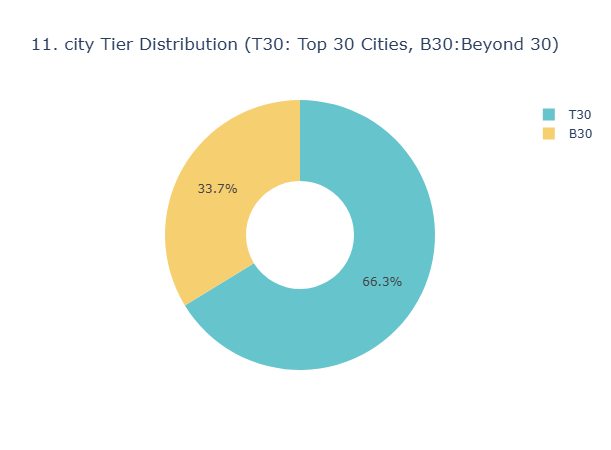 11. city Tier Distribution (T30: Top 30 Cities, B30:Beyond 30)
T30
B30
33.7%
66.3%